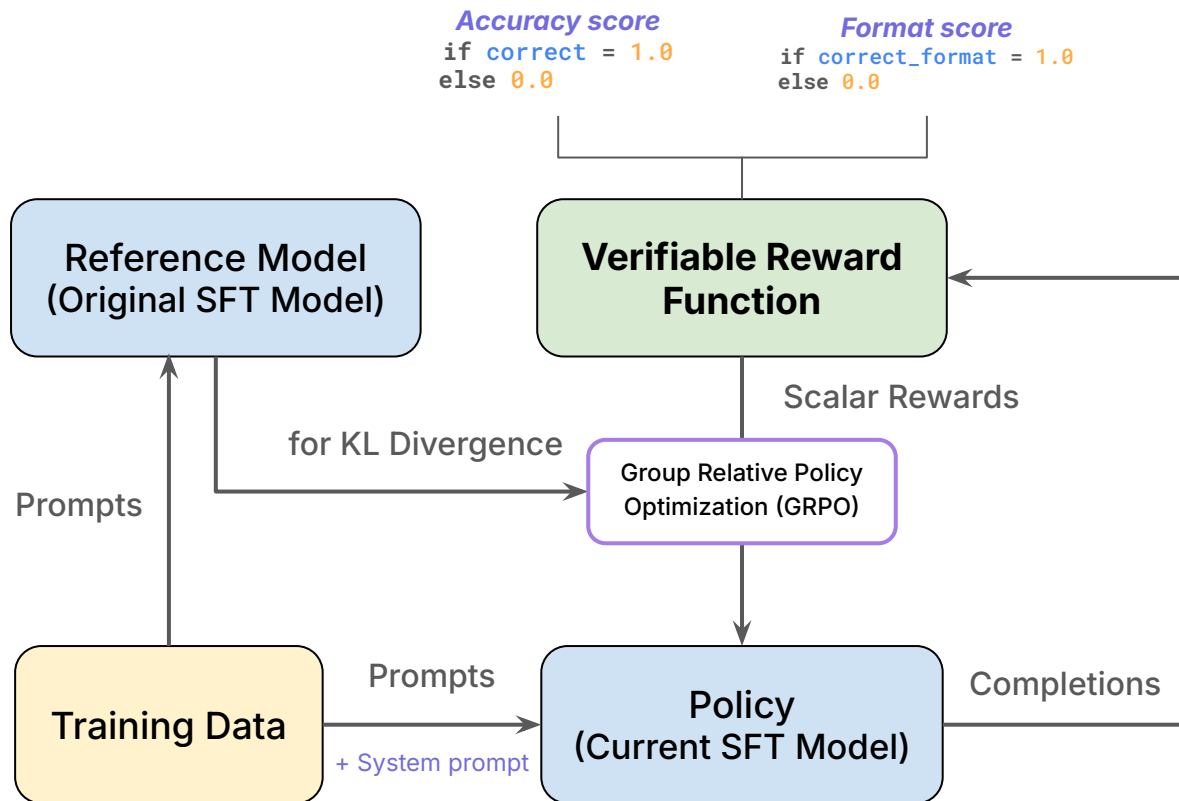 Accuracy score
if correct = 1.0
else 0.0
Format score
if correct_format = 1.0
else 0.0
Reference Model
(Original SFT Model)
Verifiable Reward
Function
Scalar Rewards
for KL Divergence
Group Relative Policy
Optimization (GRPO)
Prompts
Training Data
Prompts
+ System prompt
Policy
(Current SFT Model)
Completions